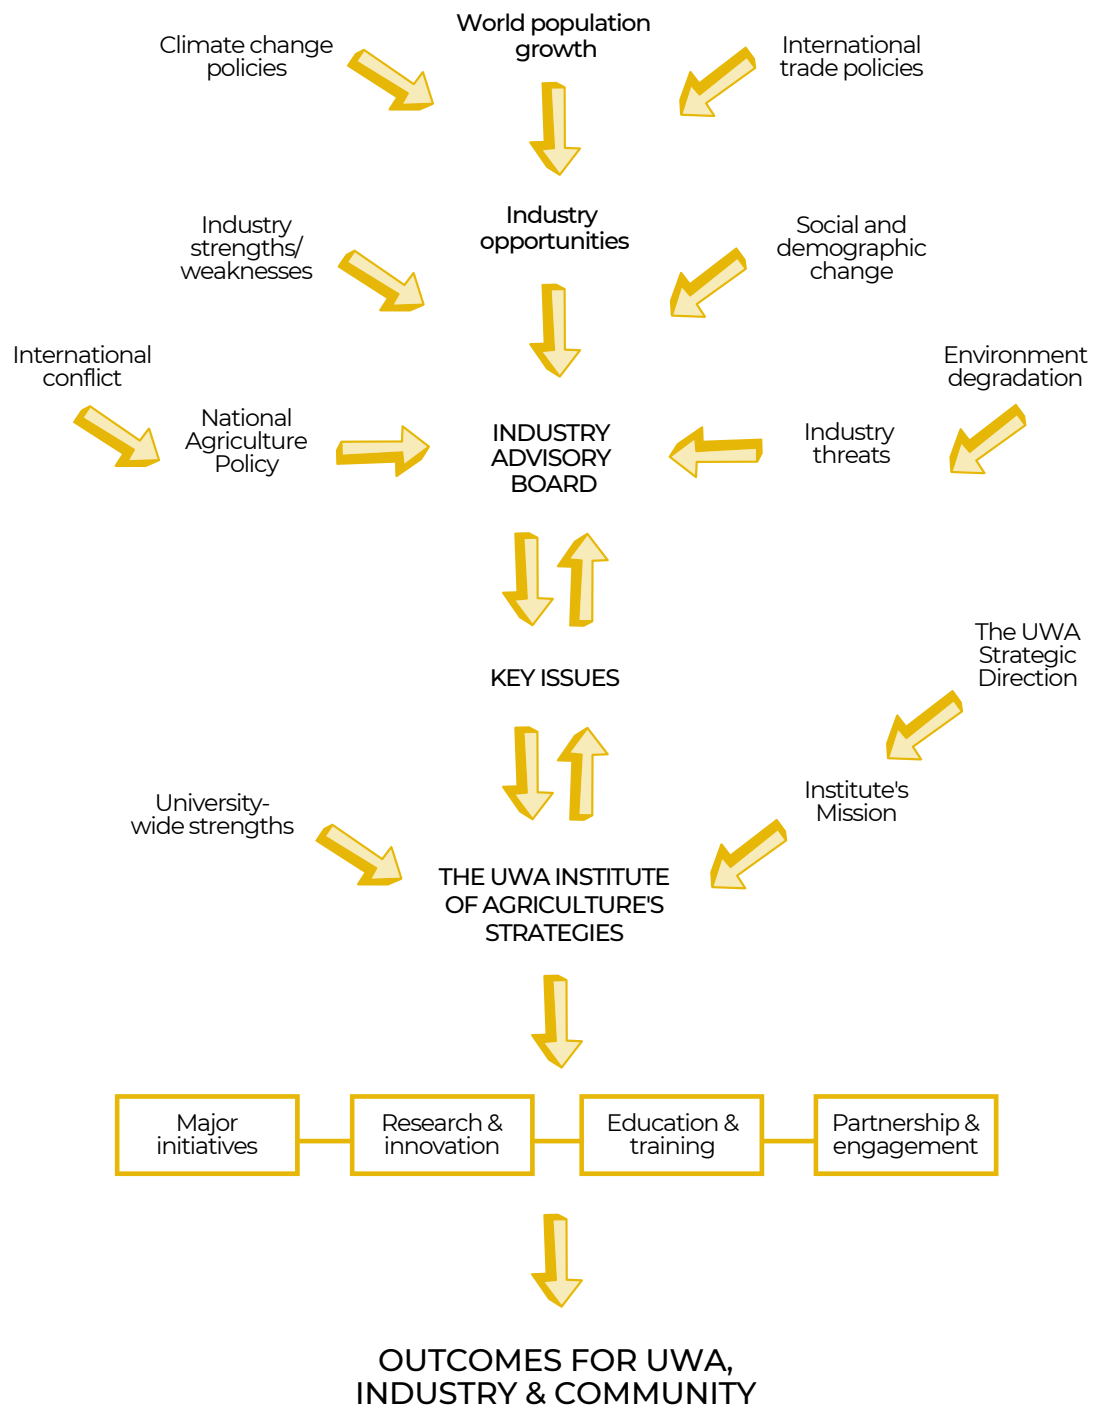 World population
growth
Climate change
policies
International
trade policies
Industry
opportunities
Industry
strengths/
weaknesses
Social and
demographic
change
International
conflict
Environment
degradation
National
Agriculture
Policy
INDUSTRY
ADVISORY
BOARD
Industry
threats
The UWA
Strategic
Direction
KEY ISSUES
Institute's
Mission
University-
wide strengths
THE UWA INSTITUTE
OF AGRICULTURE'S
STRATEGIES
Major
initiatives
Research &
innovation
Education &
training
Partnership &
engagement
OUTCOMES FOR UWA,
INDUSTRY & COMMUNITY